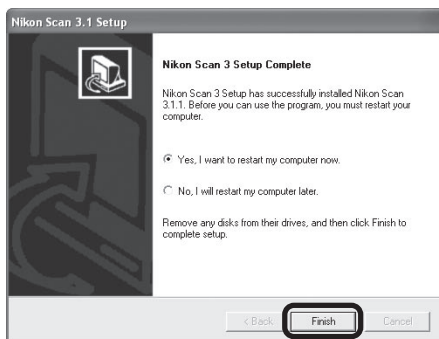 Nikon Scan 3.1 Setup
Nikon Scan 3 Setup Complete
Nikon Scan 3 Setup has successfully installed Nikon Scan
3.1.1. Before you can use the program, you must restart your
computer.
Yes, I want to restart my computer now.
No, I will restart my computer later.
Remove any disks from their drives, and then click Finish to
complete setup.
< Back Finish Cancel